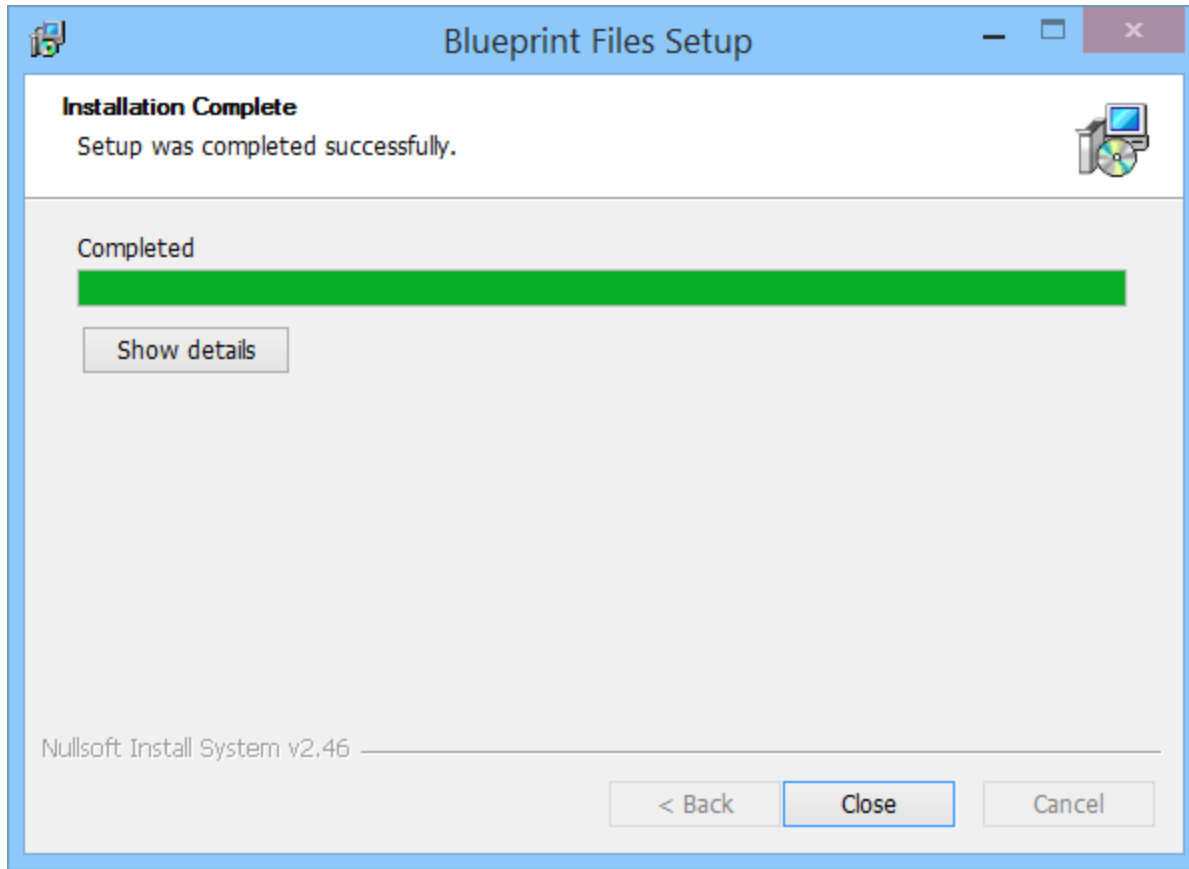 Blueprint Files Setup
Installation Complete
Setup was completed successfully.
Completed
Show details
Nullsoft Install System v2.46
< Back
Close
Cancel